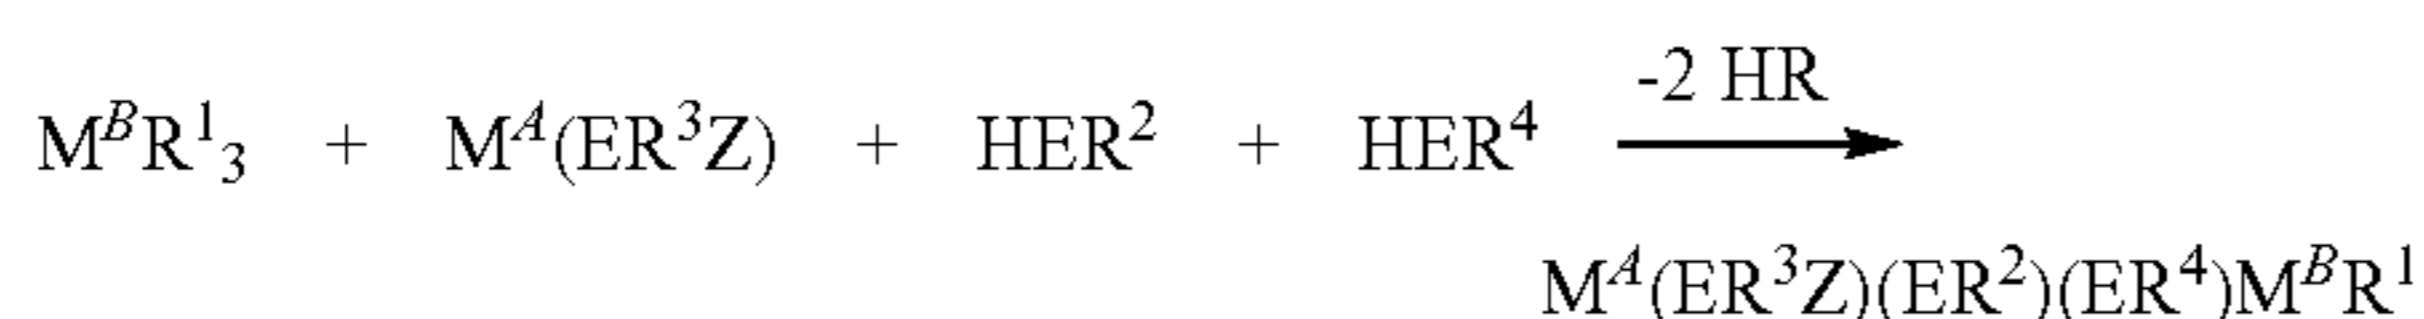 -2 HR
M^B R^1_3 + M^A(ER^3Z) + HER^2 + HER^4 →
M^A(ER^3Z)(ER^2)(ER^4)M^B R^1